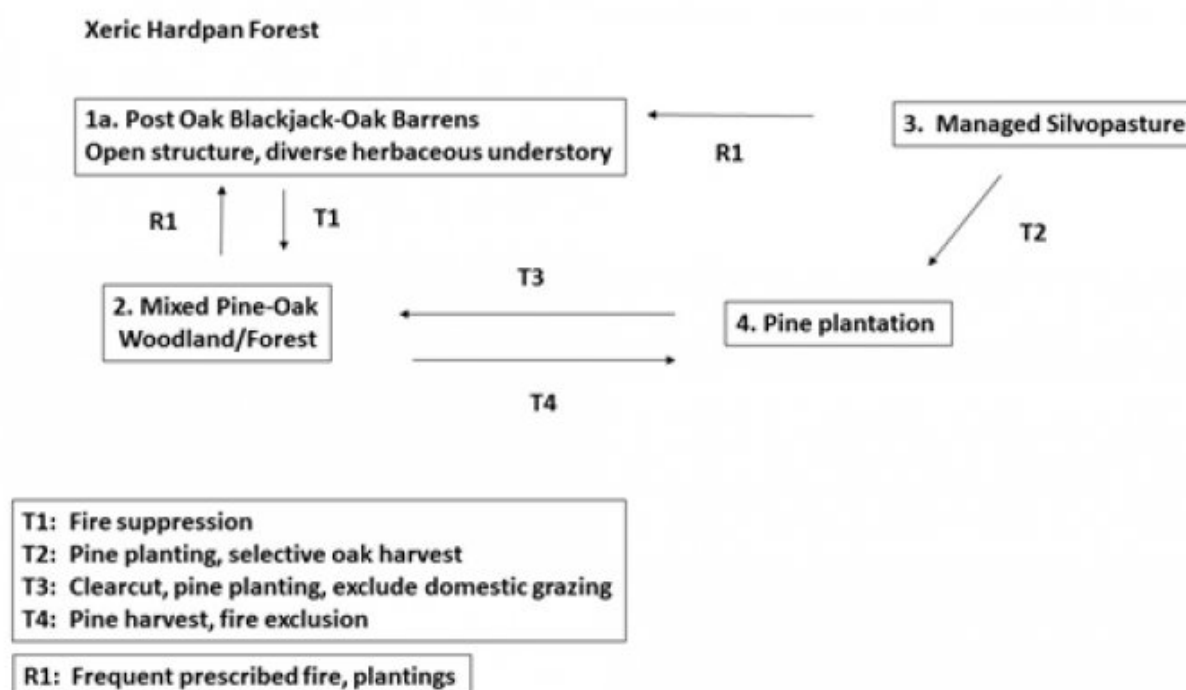 Xeric Hardpan Forest
1a. Post Oak Blackjack-Oak Barrens
Open structure, diverse herbaceous understory
3. Managed Silvopasture
R1
R1
T1
T2
T3
2. Mixed Pine-Oak
Woodland/Forest
4. Pine plantation
T4
T1: Fire suppression
T2: Pine planting, selective oak harvest
T3: Clearcut, pine planting, exclude domestic grazing
T4: Pine harvest, fire exclusion
R1: Frequent prescribed fire, plantings